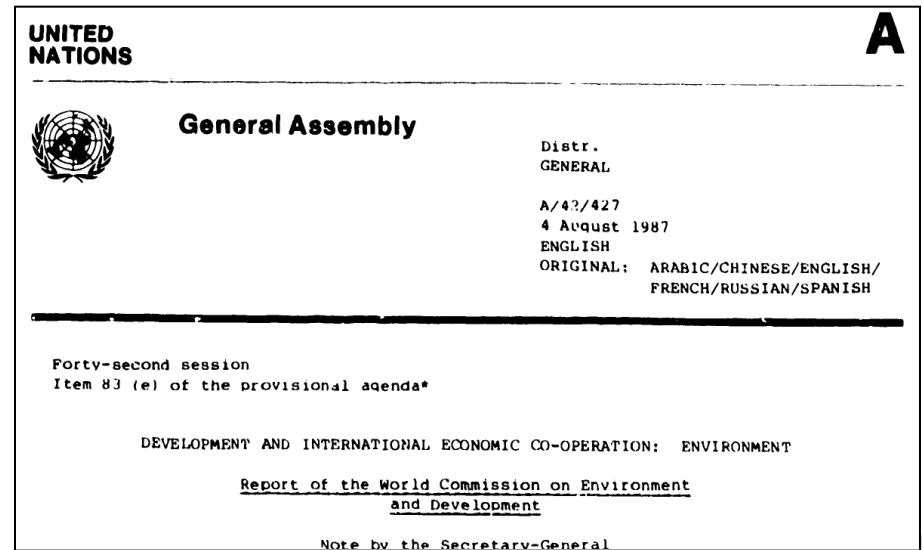 UNITED
NATIONS
A
General Assembly
Distr.
GENERAL
A/42/427
4 August 1987
ENGLISH
ORIGINAL: ARABIC/CHINESE/ENGLISH/
FRENCH/RUSSIAN/SPANISH
Forty-second session
Item 83 (e) of the provisional agenda*
DEVELOPMENT AND INTERNATIONAL ECONOMIC CO-OPERATION: ENVIRONMENT
Report of the World Commission on Environment
and Development
Note by the Secretary-General